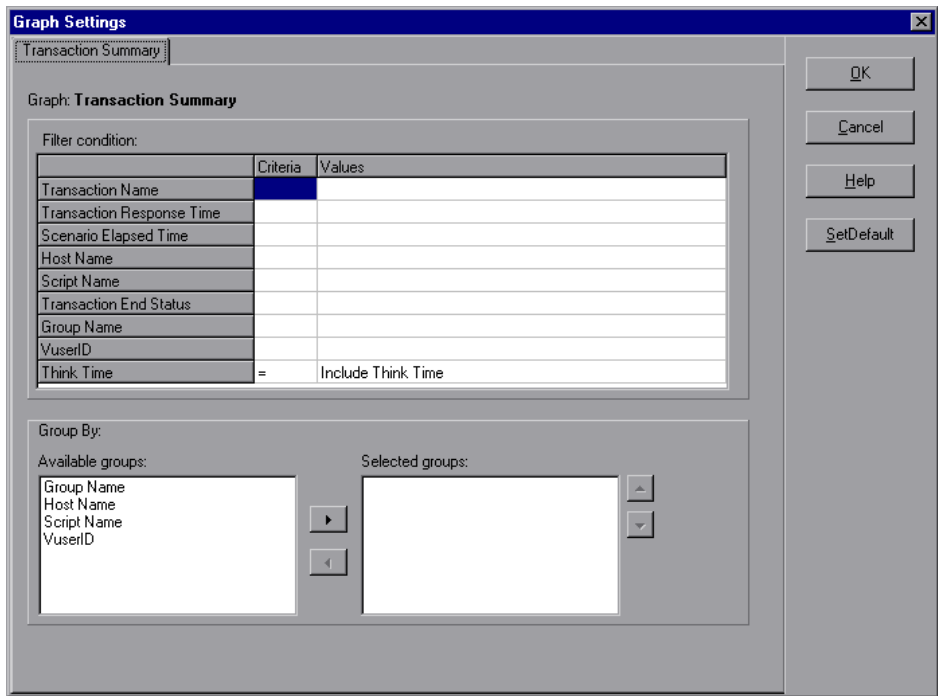 Graph Settings
Transaction Summary
OK
Graph: Transaction Summary
Cancel
Filter condition:
Criteria Values
Transaction Name
Help
Transaction Response Time
Scenario Elapsed Time
SetDefault
Host Name
Script Name
Transaction End Status
Group Name
VuserID
Think Time = Include Think Time
Group By:
Available groups: Selected groups:
Group Name
Host Name
Script Name
VuserID